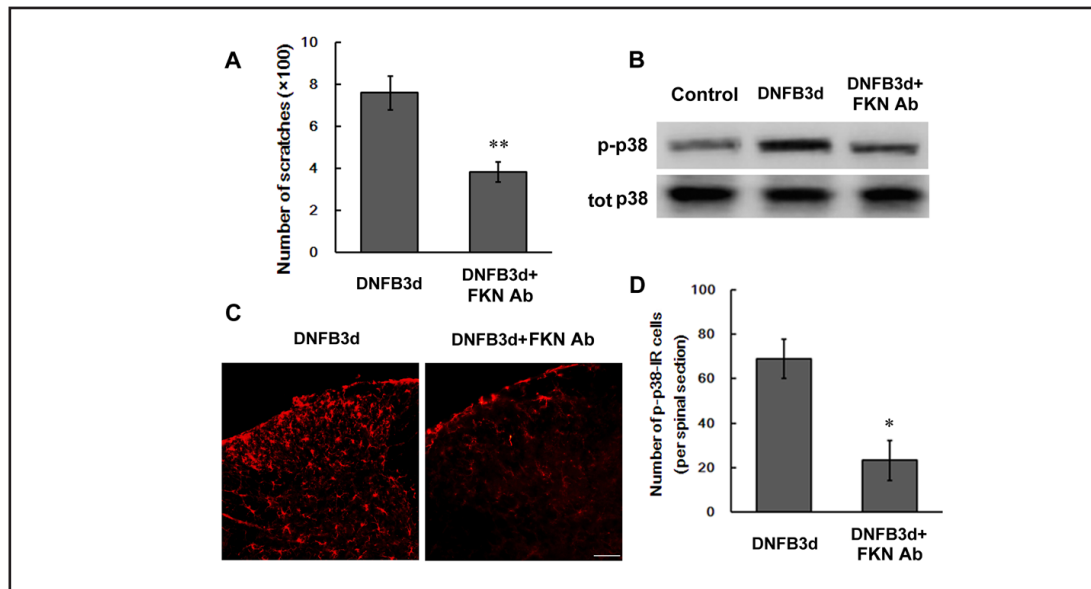 A
Number of scratches (×100)
10
8
6
4
2
0
**
DNFB3d
DNFB3d+
FKN Ab
B
Control
DNFB3d
DNFB3d+
FKN Ab
p-p38
tot p38
C
DNFB3d
DNFB3d+FKN Ab
D
Number of p-p38-IR cells
(per spinal section)
100
80
60
40
20
0
*
DNFB3d
DNFB3d+
FKN Ab